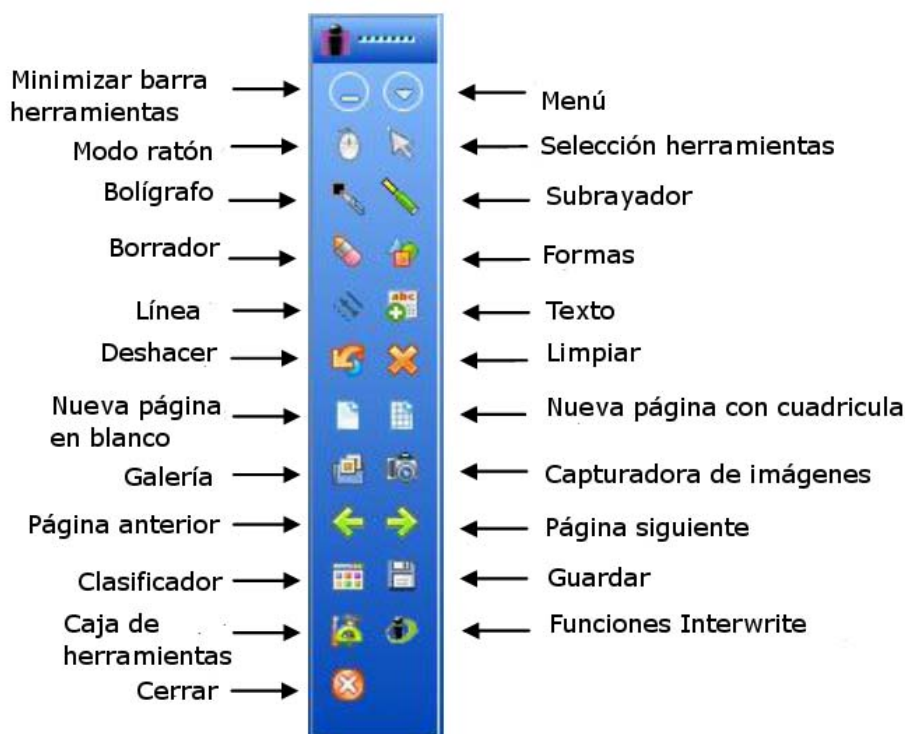 Minimizar barra
herramientas
Menú
Modo ratón
Selección herramientas
Bolígrafo
Subrayador
Borrador
Formas
Línea
abc
Texto
Deshacer
Limpiar
Nueva página
en blanco
Nueva página con cuadricula
Galería
Capturadora de imágenes
Página anterior
Página siguiente
Clasificador
Guardar
Caja de
herramientas
Funciones Interwrite
Cerrar